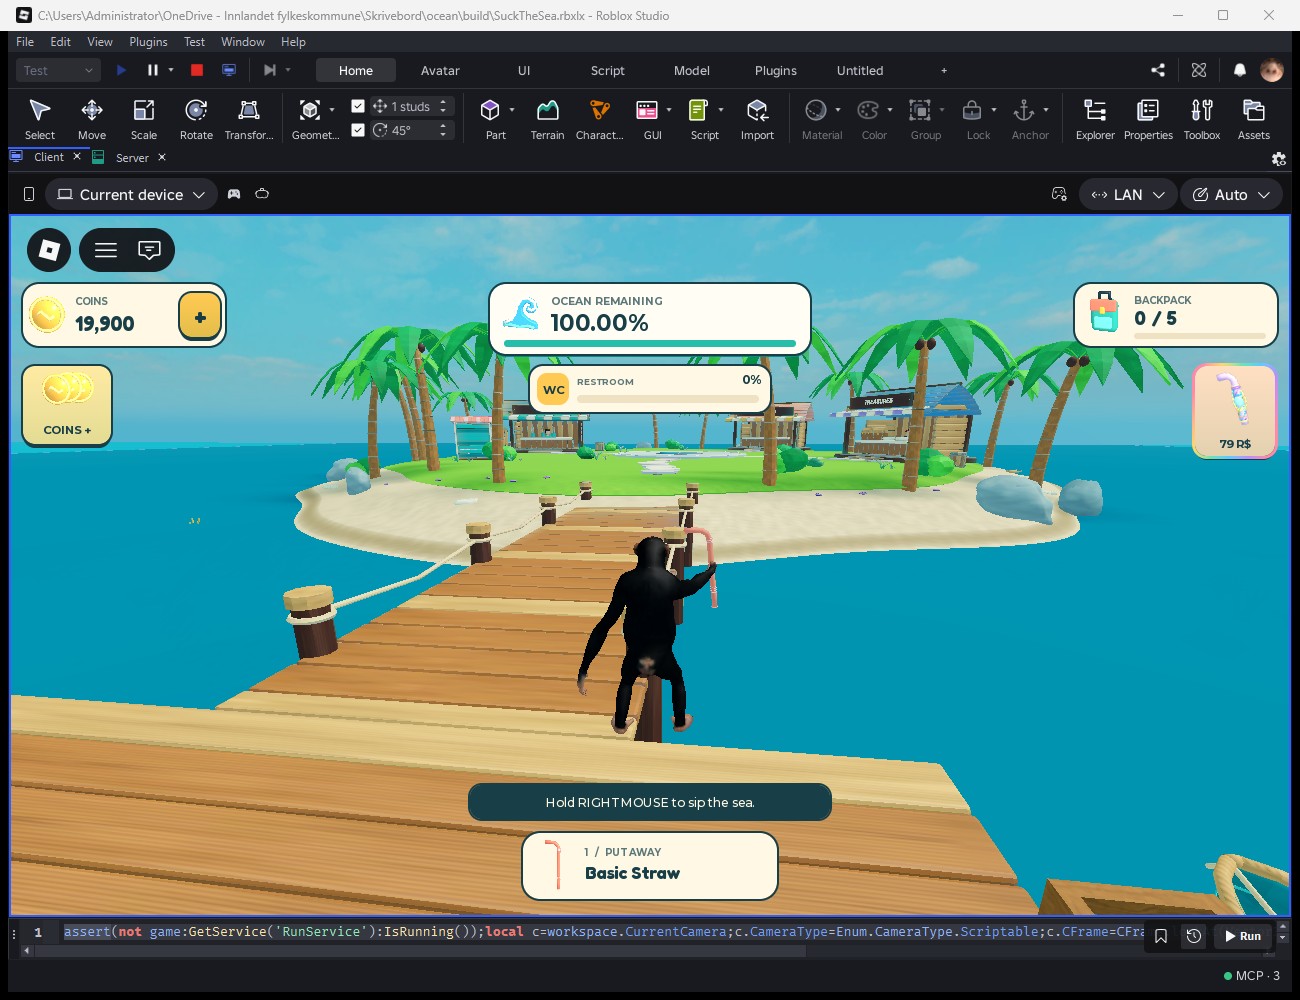 C:\Users\Administrator\OneDrive - Innlandet fylkeskommune\Skrivebord\ocean\build\SuckTheSea.rbxlx - Roblox Studio
File Edit View Plugins Test Window Help
Test Home Avatar UI Script Model Plugins Untitled +
1 studs
45°
Select Move Scale Rotate Transfor... Geomet... Part Terrain Charact... GUI Script Import Material Color Group Lock Anchor Explorer Properties Toolbox Assets
Client Server
Current device LAN Auto
COINS
19,900
+
OCEAN REMAINING
100.00%
BACKPACK
0 / 5
WC RESTROOM 0%
COINS +
TREASURES
79 R$
Hold RIGHTMOUSE to sip the sea.
1 / PUT AWAY
Basic Straw
1 assert(not game:GetService('RunService'):IsRunning());local c=workspace.CurrentCamera;c.CameraType=Enum.CameraType.Scriptable;c.CFrame=CFra
Run
MCP · 3